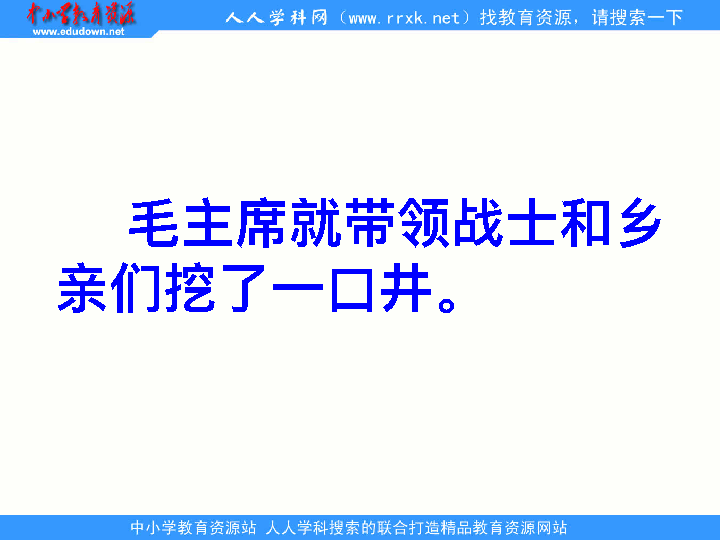 中小学教育资源
www.edudown.net
人人学科网（www.rrxk.net）找教育资源，请搜索一下
毛主席就带领战士和乡
亲们挖了一口井。
中小学教育资源站 人人学科搜索的联合打造精品教育资源网站